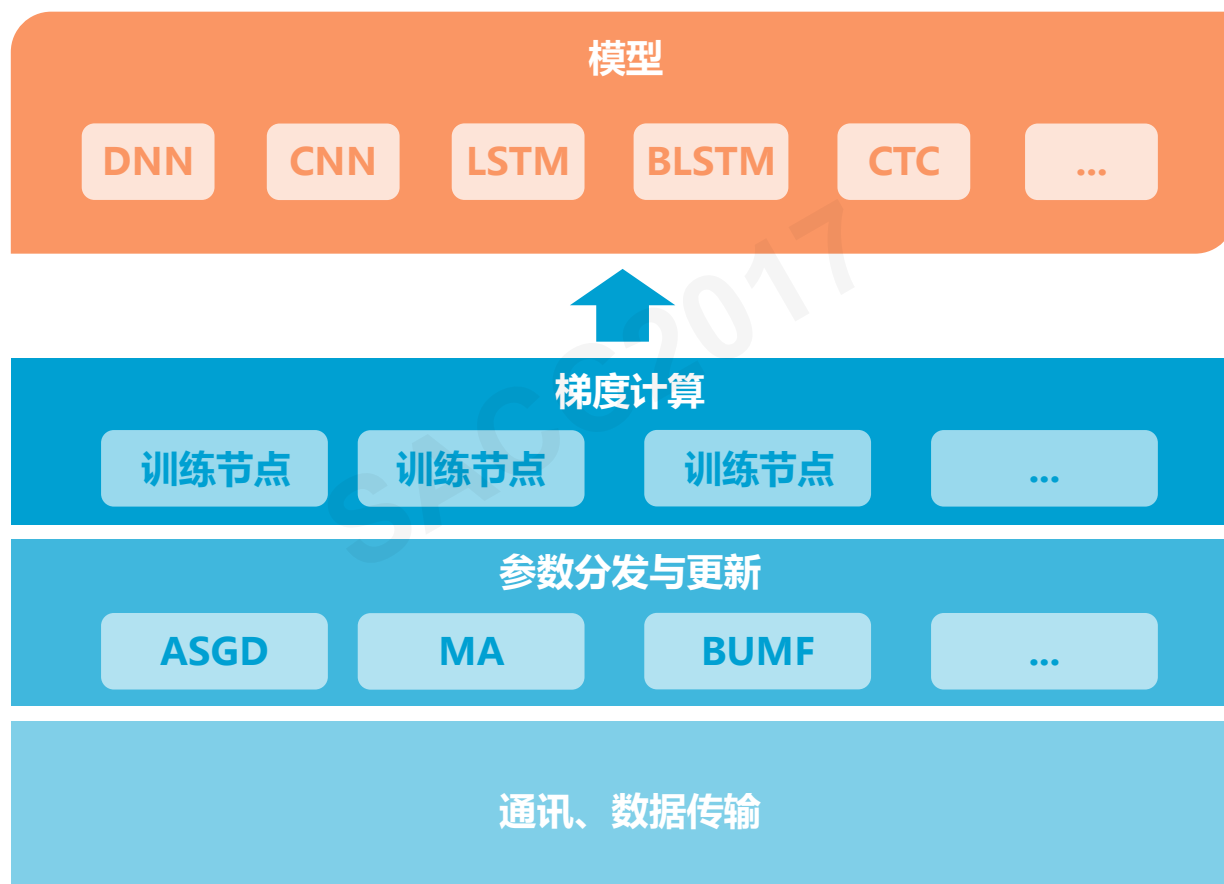 模型
DNN CNN LSTM BLSTM CTC ...
SACC2017
梯度计算
训练节点 训练节点 训练节点 ...
参数分发与更新
ASGD MA BUMF ...
通讯、数据传输